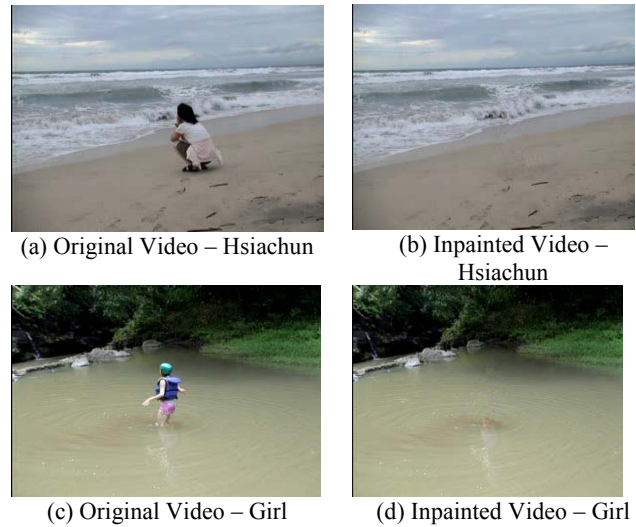 (a) Original Video – Hsiachun
(b) Inpainted Video –
Hsiachun
(c) Original Video – Girl
(d) Inpainted Video – Girl